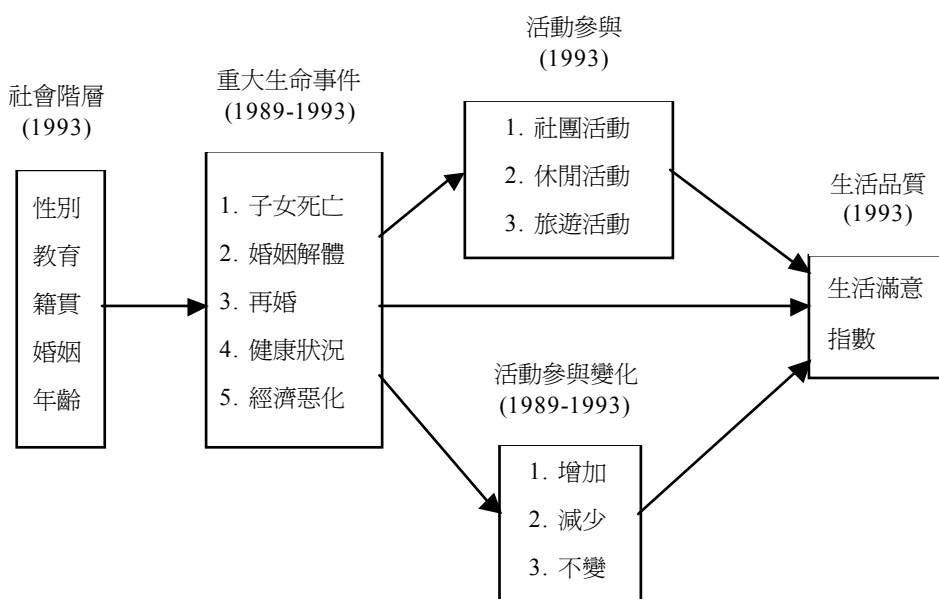 社會階層
(1993)
性別
教育
籍貫
婚姻
年齡
重大生命事件
(1989-1993)
1. 子女死亡
2. 婚姻解體
3. 再婚
4. 健康狀況
5. 經濟惡化
活動參與
(1993)
1. 社團活動
2. 休閒活動
3. 旅遊活動
活動參與變化
(1989-1993)
1. 增加
2. 減少
3. 不變
生活品質
(1993)
生活滿意
指數